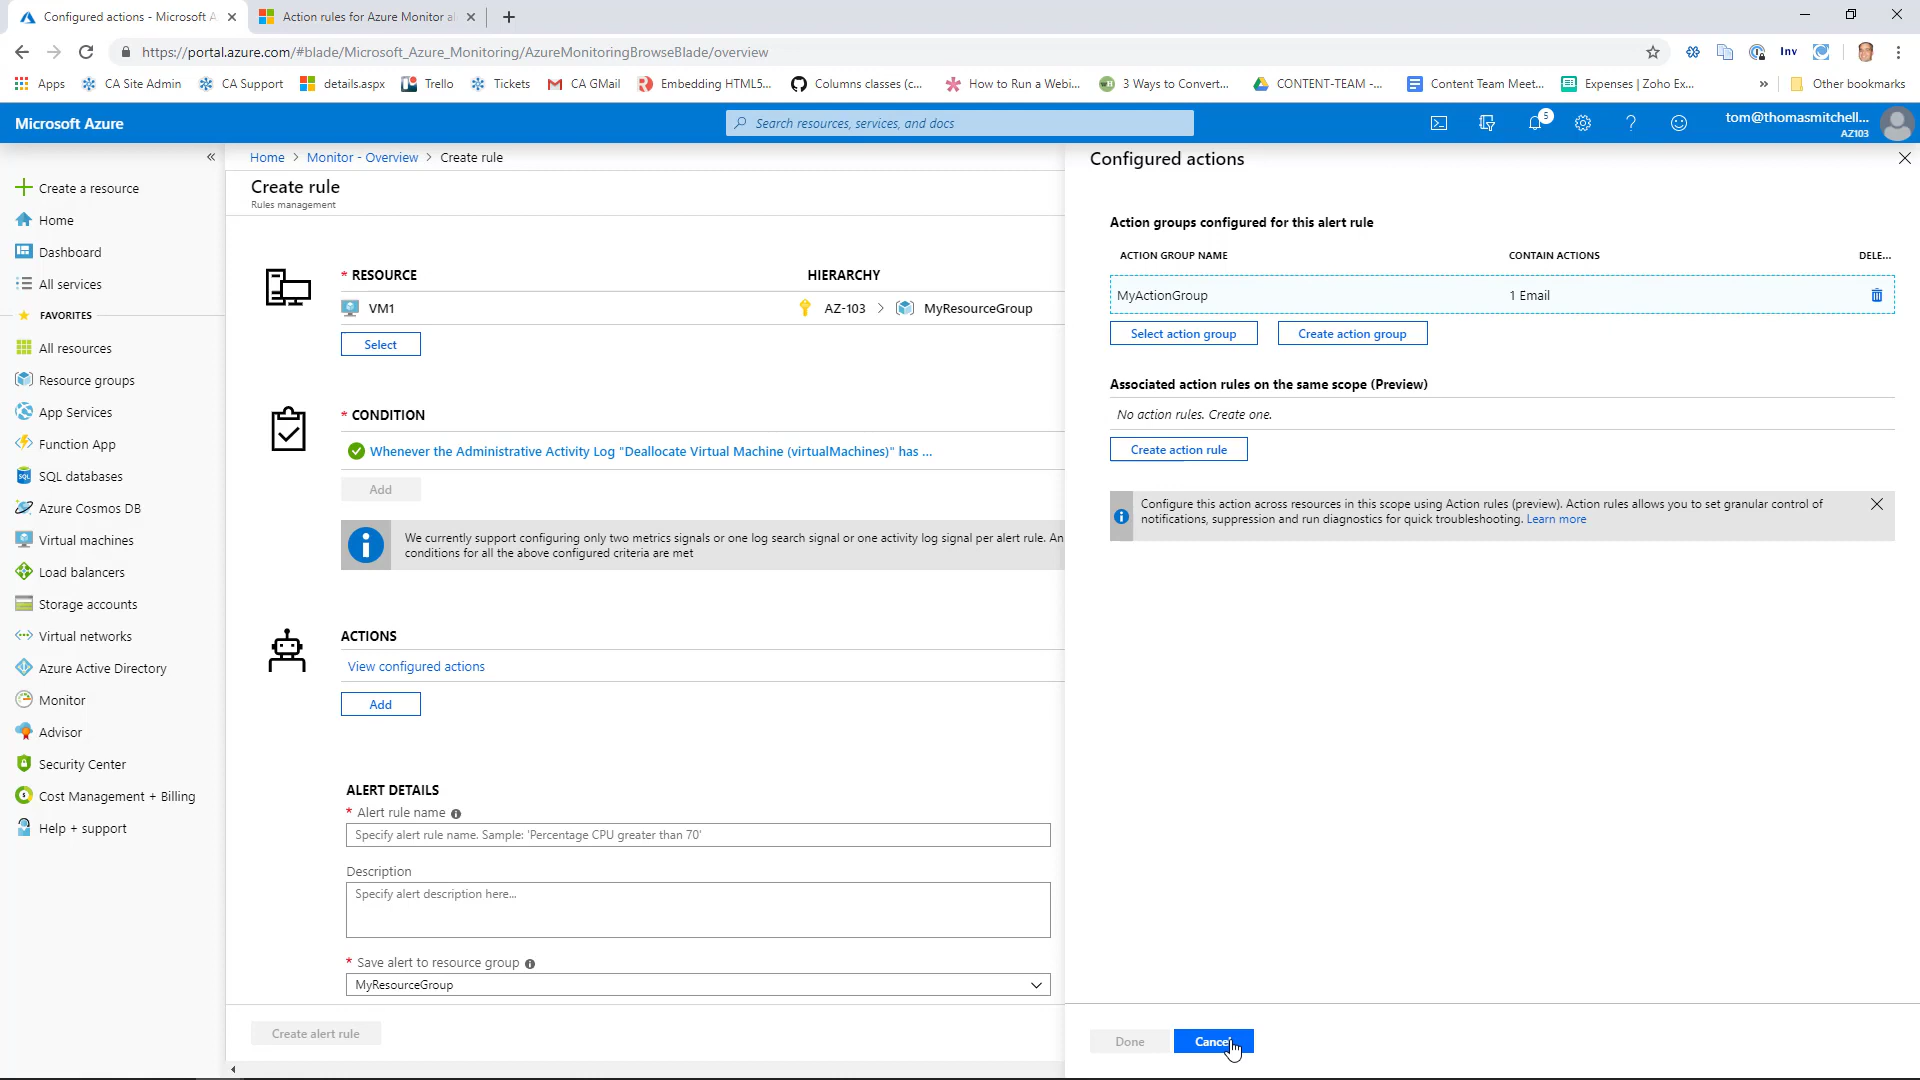 Configured actions - Microsoft A
Action rules for Azure Monitor al
https://portal.azure.com/#blade/Microsoft_Azure_Monitoring/AzureMonitoringBrowseBlade/overview
Inv
Apps
CA Site Admin
CA Support
details.aspx
Trello
Tickets
CA GMail
Embedding HTML5...
Columns classes (c...
How to Run a Webi...
3 Ways to Convert...
CONTENT-TEAM -...
Content Team Meet...
Expenses | Zoho Ex...
»
Other bookmarks
Microsoft Azure
Search resources, services, and docs
5
tom@thomasmitchell...
AZ103
«
Create a resource
Home
Dashboard
All services
FAVORITES
All resources
Resource groups
App Services
Function App
SQL databases
Azure Cosmos DB
Virtual machines
Load balancers
Storage accounts
Virtual networks
Azure Active Directory
Monitor
Advisor
Security Center
Cost Management + Billing
Help + support
Home > Monitor - Overview > Create rule
Create rule
Rules management
* RESOURCE
HIERARCHY
VM1
AZ-103 > MyResourceGroup
Select
* CONDITION
Whenever the Administrative Activity Log "Deallocate Virtual Machine (virtualMachines)" has ...
Add
We currently support configuring only two metrics signals or one log search signal or one activity log signal per alert rule. An
conditions for all the above configured criteria are met
ACTIONS
View configured actions
Add
ALERT DETAILS
* Alert rule name
Specify alert rule name. Sample: 'Percentage CPU greater than 70'
Description
Specify alert description here...
* Save alert to resource group
MyResourceGroup
Create alert rule
Configured actions
Action groups configured for this alert rule
ACTION GROUP NAME
CONTAIN ACTIONS
DELE...
MyActionGroup
1 Email
Select action group
Create action group
Associated action rules on the same scope (Preview)
No action rules. Create one.
Create action rule
Configure this action across resources in this scope using Action rules (preview). Action rules allows you to set granular control of
notifications, suppression and run diagnostics for quick troubleshooting. Learn more
Done
Cancel